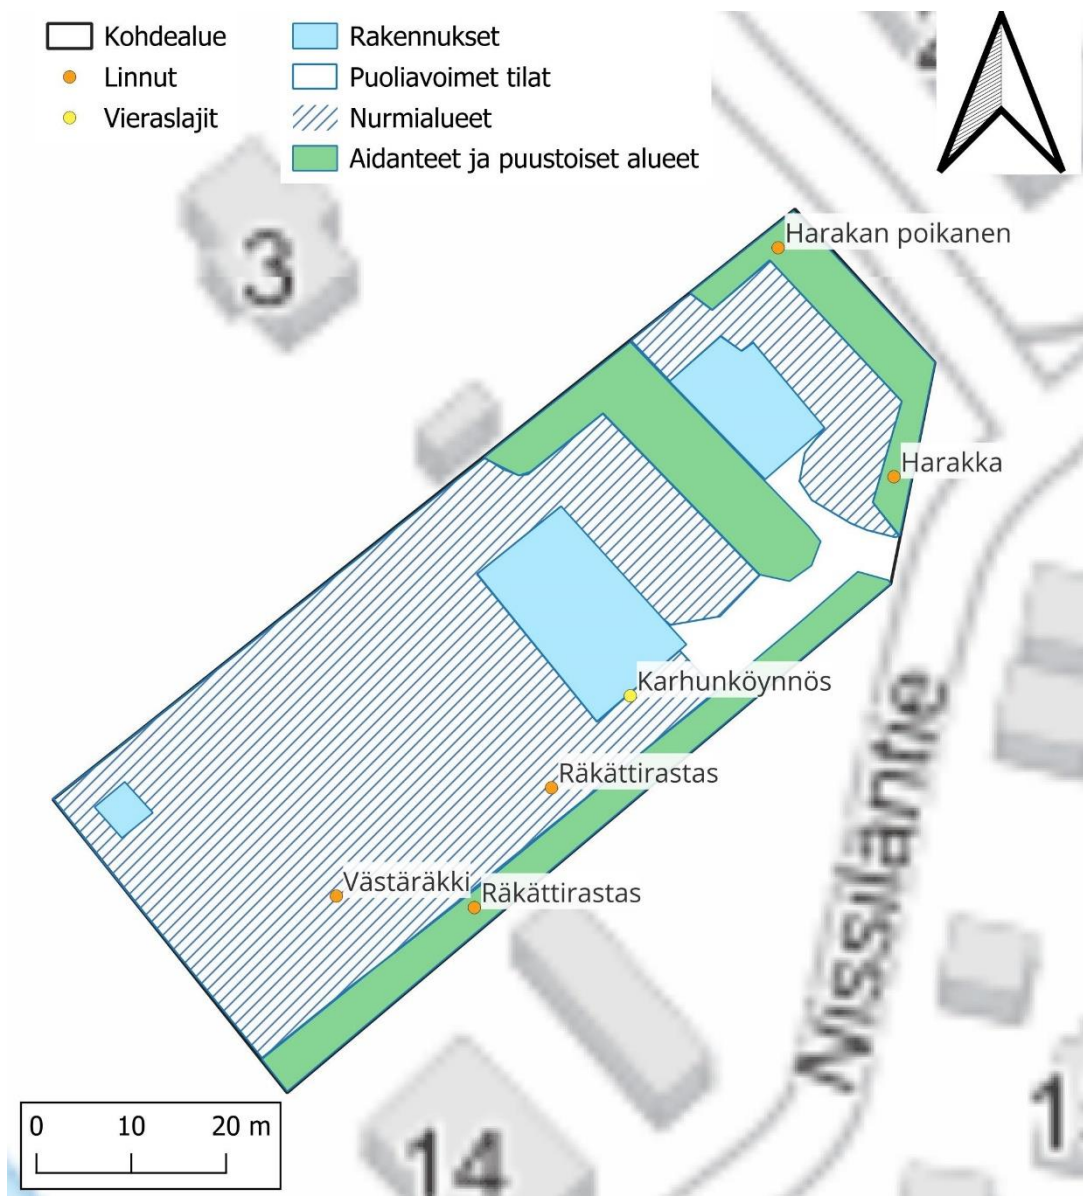 Kohdealue
Linnut
Vieraslajit
Rakennukset
Puoliavoimet tilat
Nurmialueet
Aidanteet ja puustoiset alueet
3
Harakan poikanen
Harakka
Karhunköynnös
Räkättirastas
Västäräkki
Räkättirastas
Nissilantie
14
0 10 20 m